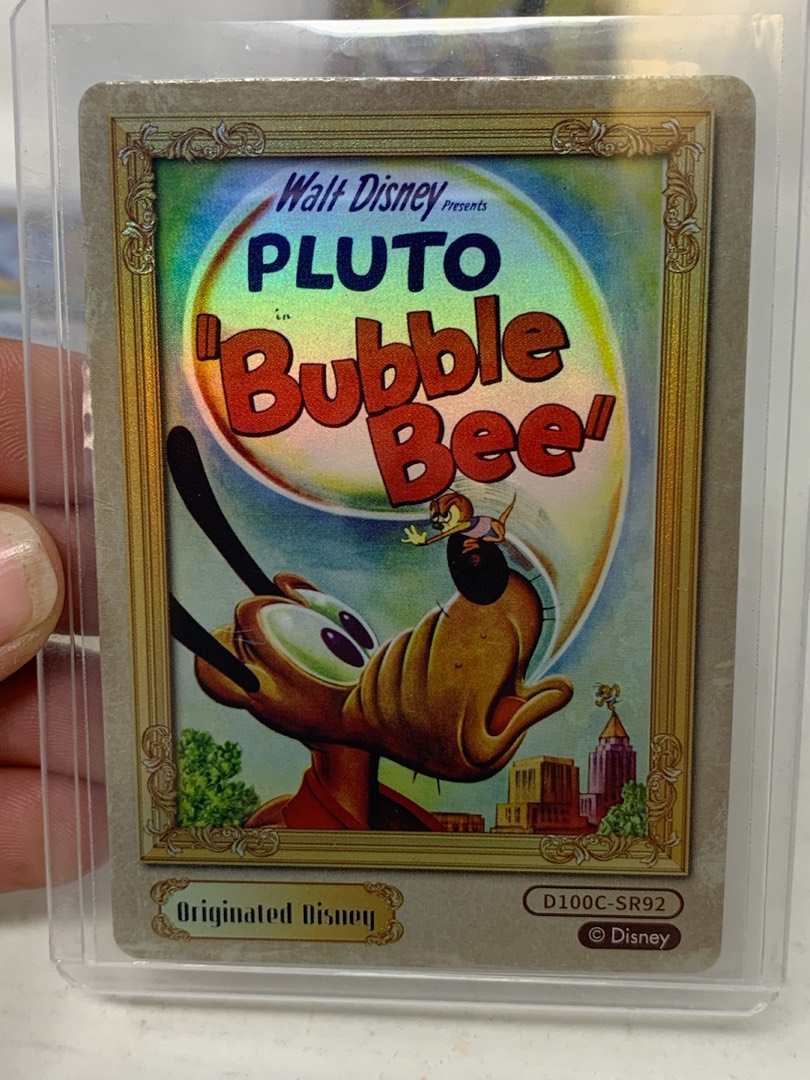 Walt Disney Presents
PLUTO
in
"Bubble
Bee"
Originated Disney
D100C-SR92
© Disney